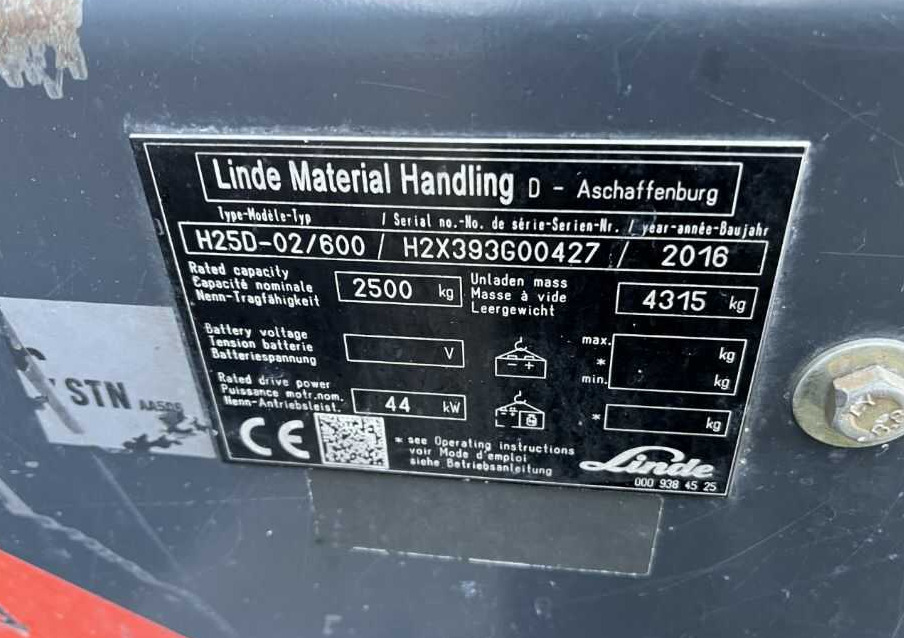 Linde Material Handling D - Aschaffenburg
Type-Modèle-Typ / Serial no.-No. de série-Serien-Nr. / year-année-Baujahr
H25D-02/600 / H2X393G00427 / 2016
Rated capacity
Capacité nominale
Nenn-Tragfähigkeit
2500 kg
Unladen mass
Masse à vide
Leergewicht
4315 kg
Battery voltage
Tension batterie
Batteriespannung
V
- +
max. kg
*
min. kg
Rated drive power
Puissance motr.nom.
Nenn-Antriebsleist.
44 kW
* kg
CE
* see Operating instructions
voir Mode d'emploi
siehe Betriebsanleitung
Linde
000 938 45 25
STN